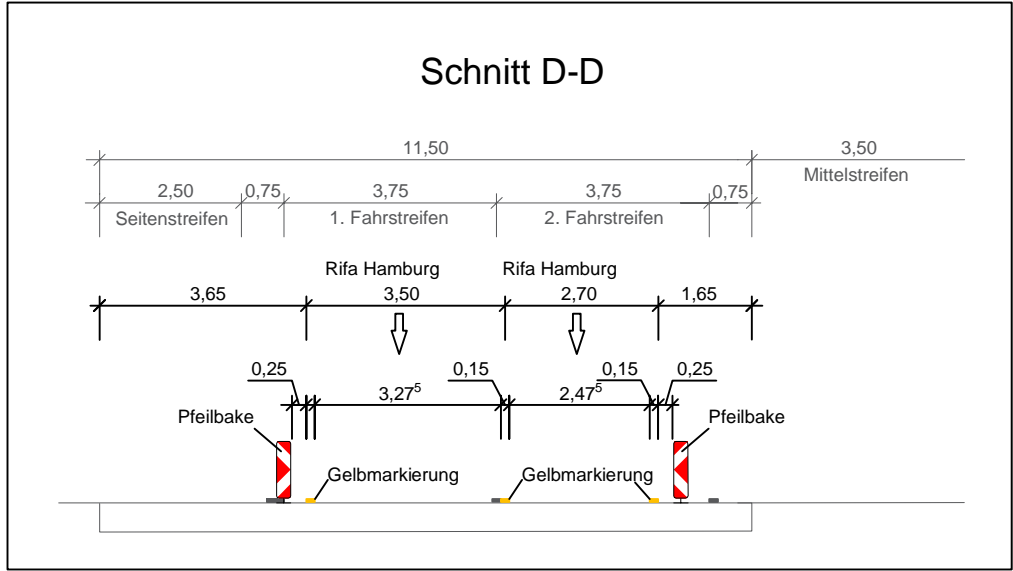 Schnitt D-D
11,50
3,50
Mittelstreifen
2,50
0,75
3,75
3,75
0,75
Seitenstreifen
1. Fahrstreifen
2. Fahrstreifen
Rifa Hamburg
Rifa Hamburg
3,65
3,50
2,70
1,65
0,25
0,15
0,15
0,25
3,27⁵
2,47⁵
Pfeilbake
Pfeilbake
Gelbmarkierung
Gelbmarkierung